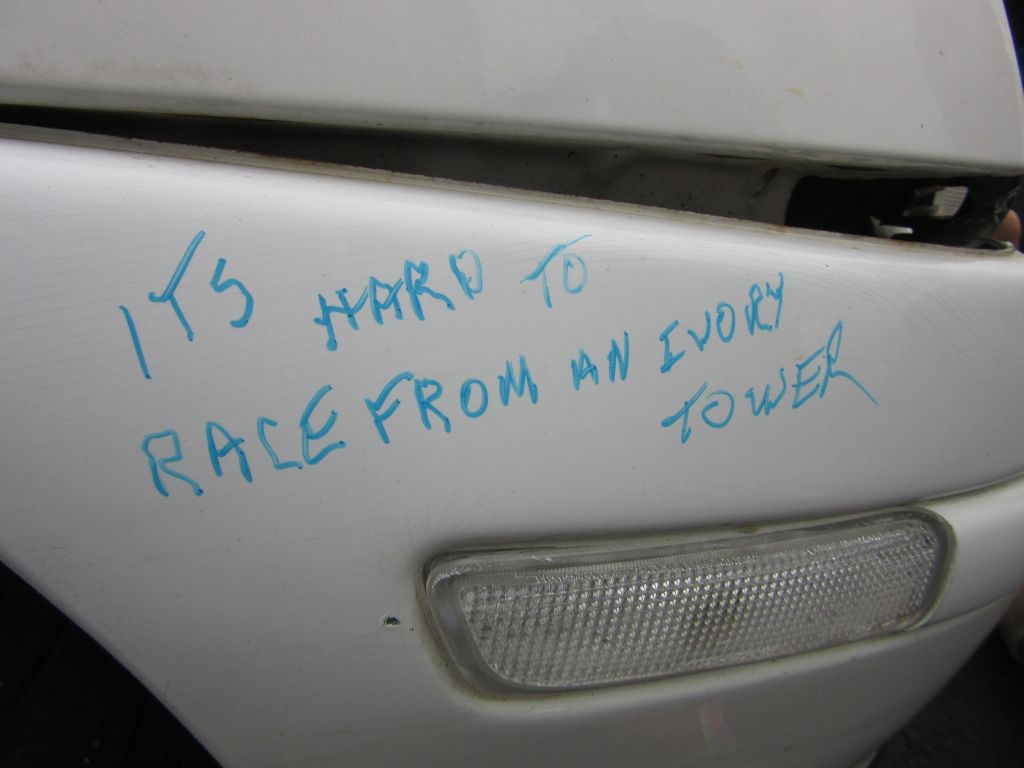 ITS HARD TO
RACE FROM AN IVORY
TOWER